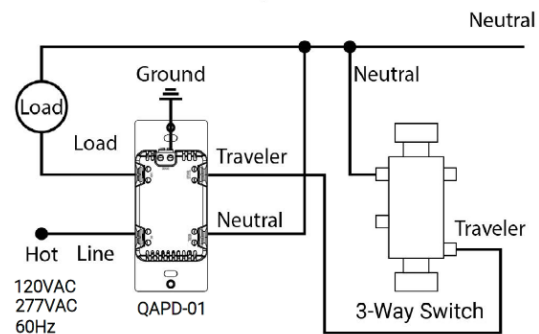 Neutral
Ground
Neutral
Load
Load
Traveler
Neutral
Traveler
Hot
Line
120VAC
277VAC
60Hz
QAPD-01
3-Way Switch